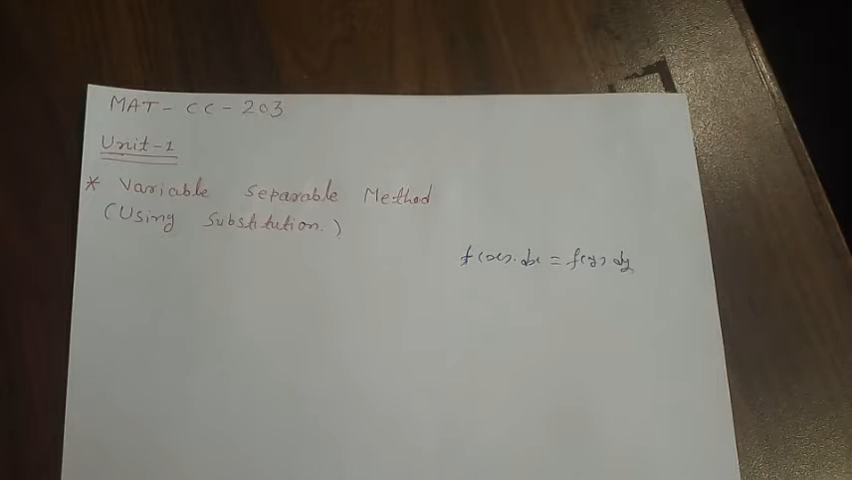 MAT - CC - 203
Unit-1
* Variable Separable Method
(Using Substitution.)
f(x).dx = f(y) dy